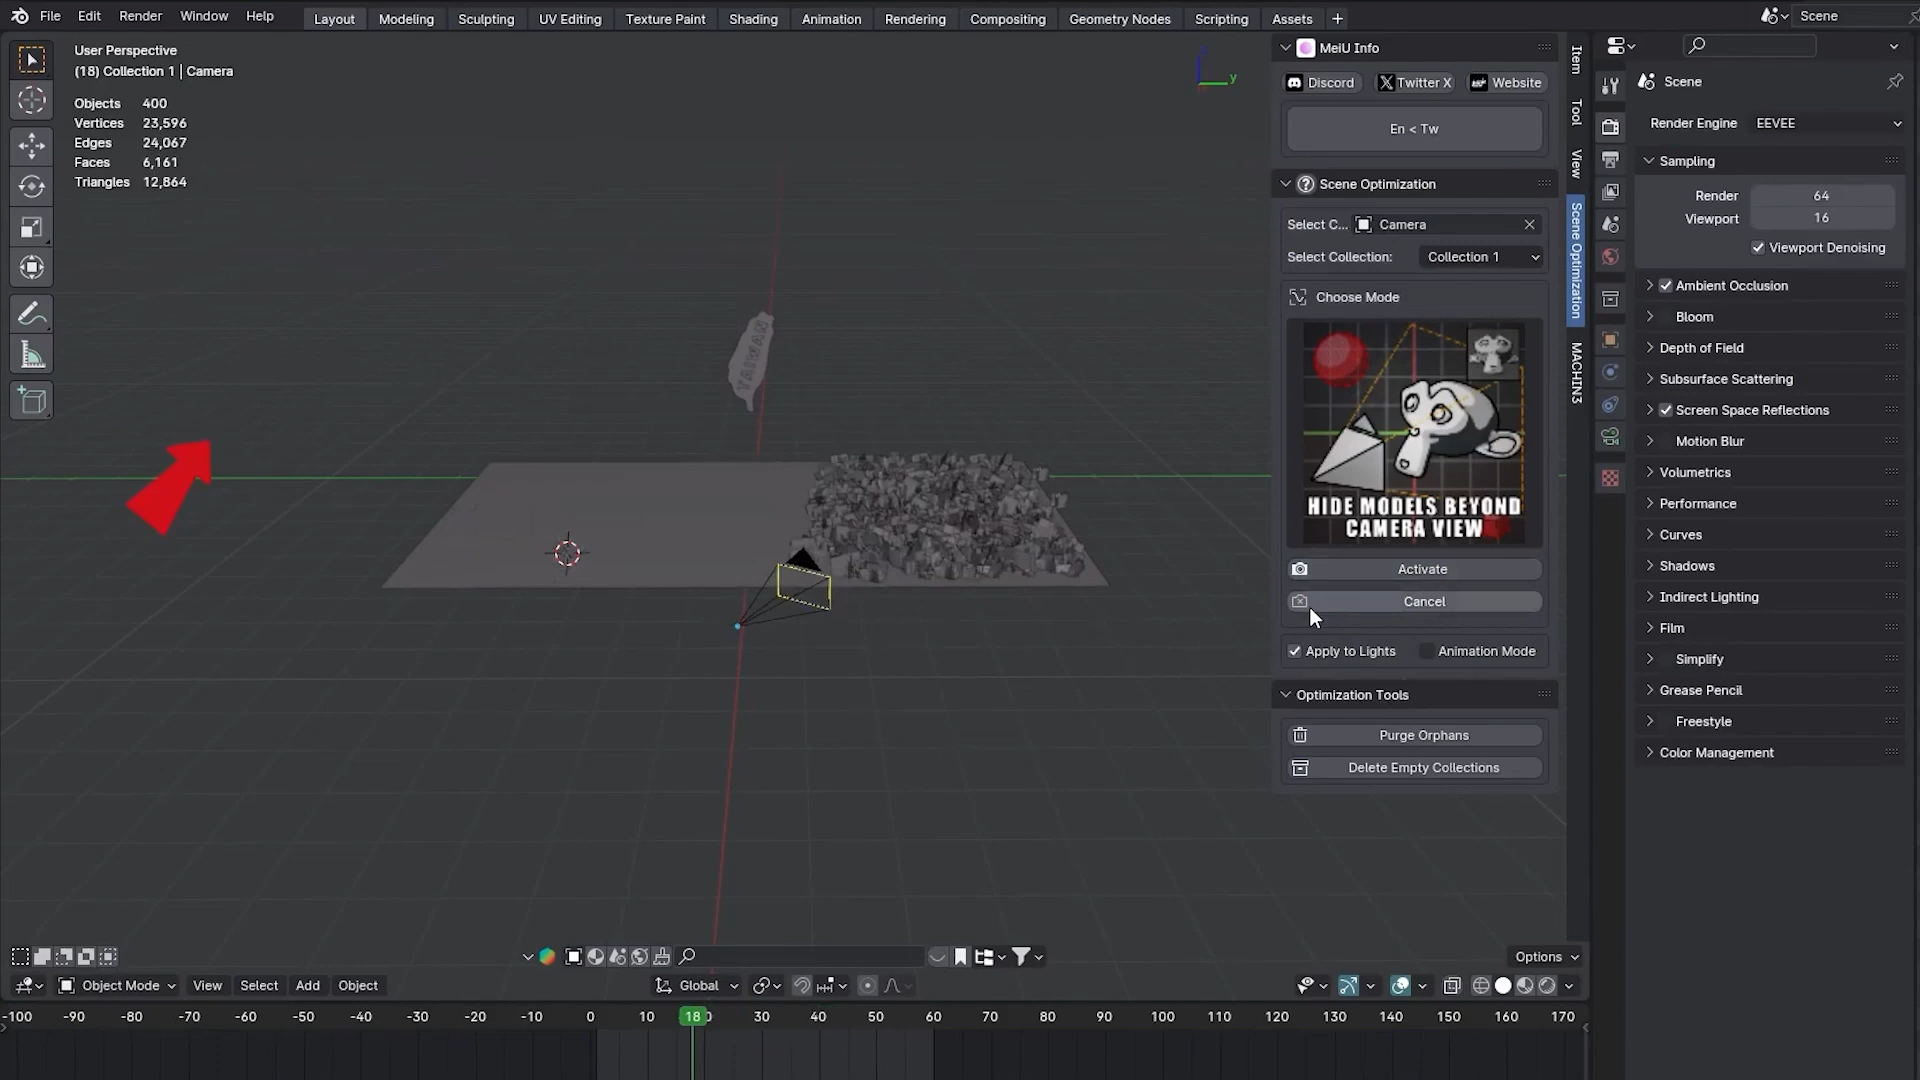 File Edit Render Window Help Layout Modeling Sculpting UV Editing Texture Paint Shading Animation Rendering Compositing Geometry Nodes Scripting Assets + Scene
User Perspective
(18) Collection 1 | Camera
Objects 400
Vertices 23,596
Edges 24,067
Faces 6,161
Triangles 12,864
TAIWAN
Y
MeiU Info
Discord Twitter X Website
En < Tw
Scene Optimization
Select C... Camera
Select Collection: Collection 1
Choose Mode
HIDE MODELS BEYOND
CAMERA VIEW
Activate
Cancel
Apply to Lights Animation Mode
Optimization Tools
Purge Orphans
Delete Empty Collections
Item
Tool
View
Scene Optimization
MACHIN3
Scene
Render Engine EEVEE
Sampling
Render 64
Viewport 16
Viewport Denoising
Ambient Occlusion
Bloom
Depth of Field
Subsurface Scattering
Screen Space Reflections
Motion Blur
Volumetrics
Performance
Curves
Shadows
Indirect Lighting
Film
Simplify
Grease Pencil
Freestyle
Color Management
Options
Object Mode View Select Add Object Global
-100 -90 -80 -70 -60 -50 -40 -30 -20 -10 0 10 18 30 40 50 60 70 80 90 100 110 120 130 140 150 160 170